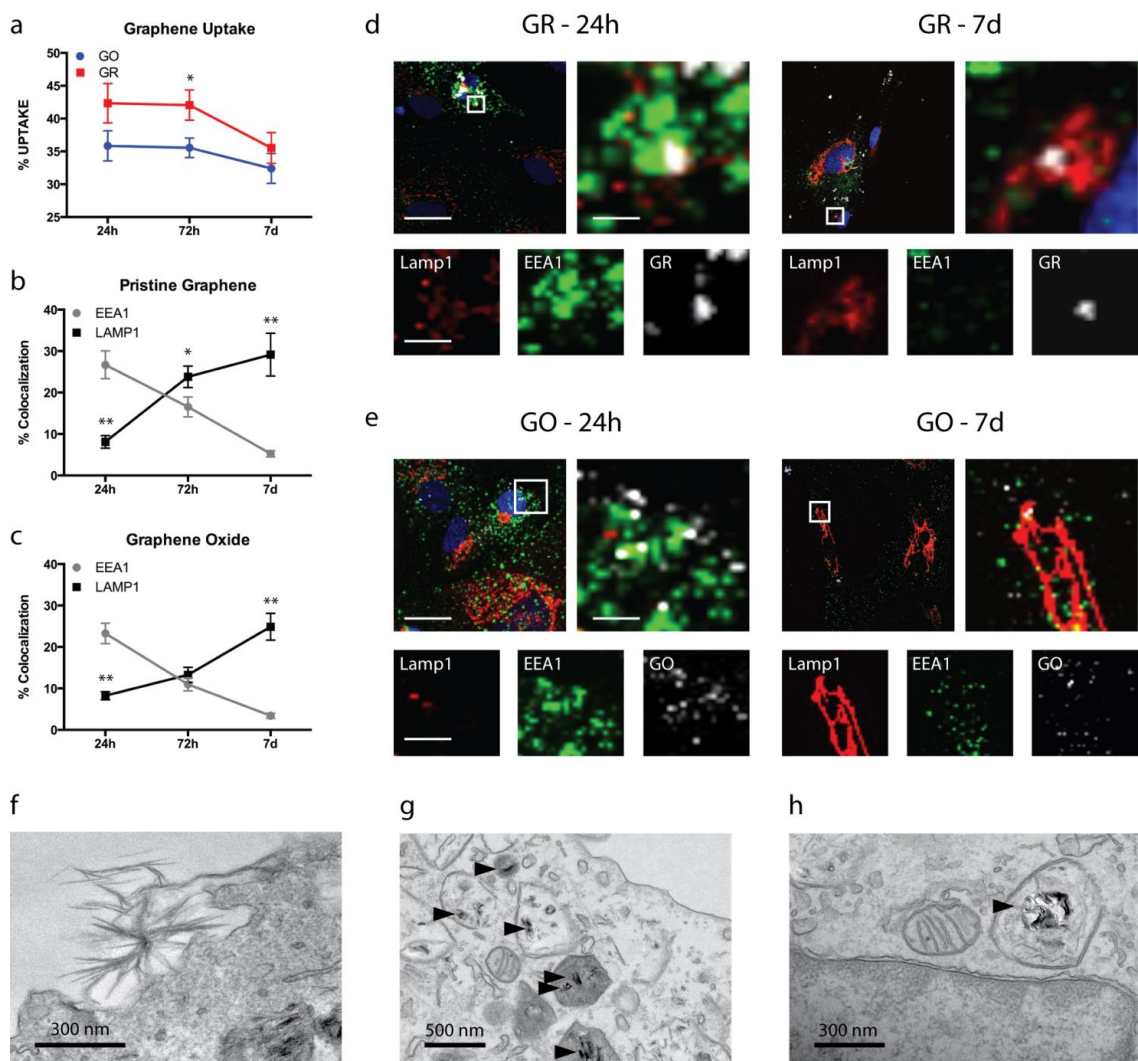 a
Graphene Uptake
50
45
40
35
30
25
% UPTAKE
GO
GR
*
24h 72h 7d
b
Pristine Graphene
40
30
20
10
0
% Colocalization
EEA1
LAMP1
**
*
**
24h 72h 7d
c
Graphene Oxide
40
30
20
10
0
% Colocalization
EEA1
LAMP1
**
**
24h 72h 7d
d
GR - 24h GR - 7d
Lamp1 EEA1 GR Lamp1 EEA1 GR
e
GO - 24h GO - 7d
Lamp1 EEA1 GO Lamp1 EEA1 GO
f g h
300 nm 500 nm 300 nm